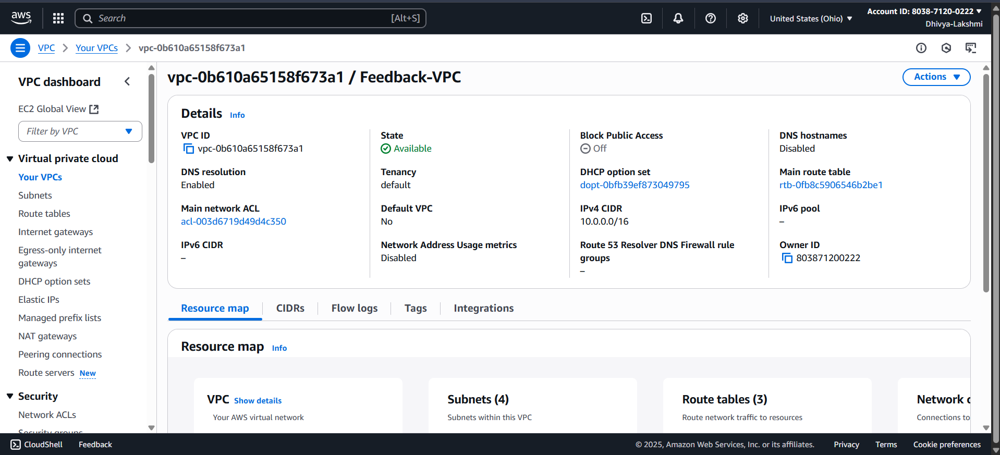 aws
Search [Alt+S]
United States (Ohio)
Account ID: 8038-7120-0222
Dhivya-Lakshmi
VPC
Your VPCs
vpc-0b610a65158f673a1
VPC dashboard
EC2 Global View
Filter by VPC
Virtual private cloud
Your VPCs
Subnets
Route tables
Internet gateways
Egress-only internet
gateways
DHCP option sets
Elastic IPs
Managed prefix lists
NAT gateways
Peering connections
Route servers New
Security
Network ACLs
Security groups
vpc-0b610a65158f673a1 / Feedback-VPC
Actions
Details Info
VPC ID
vpc-0b610a65158f673a1
State
Available
Block Public Access
Off
DNS hostnames
Disabled
DNS resolution
Enabled
Tenancy
default
DHCP option set
dopt-0bfb39ef873049795
Main route table
rtb-0fb8c5906546b2be1
Main network ACL
acl-003d6719d49d4c350
Default VPC
No
IPv4 CIDR
10.0.0.0/16
IPv6 pool
–
IPv6 CIDR
–
Network Address Usage metrics
Disabled
Route 53 Resolver DNS Firewall rule
groups
–
Owner ID
803871200222
Resource map
CIDRs
Flow logs
Tags
Integrations
Resource map Info
VPC Show details
Your AWS virtual network
Subnets (4)
Subnets within this VPC
Route tables (3)
Route network traffic to resources
Network
Connections to
CloudShell
Feedback
© 2025, Amazon Web Services, Inc. or its affiliates.
Privacy
Terms
Cookie preferences